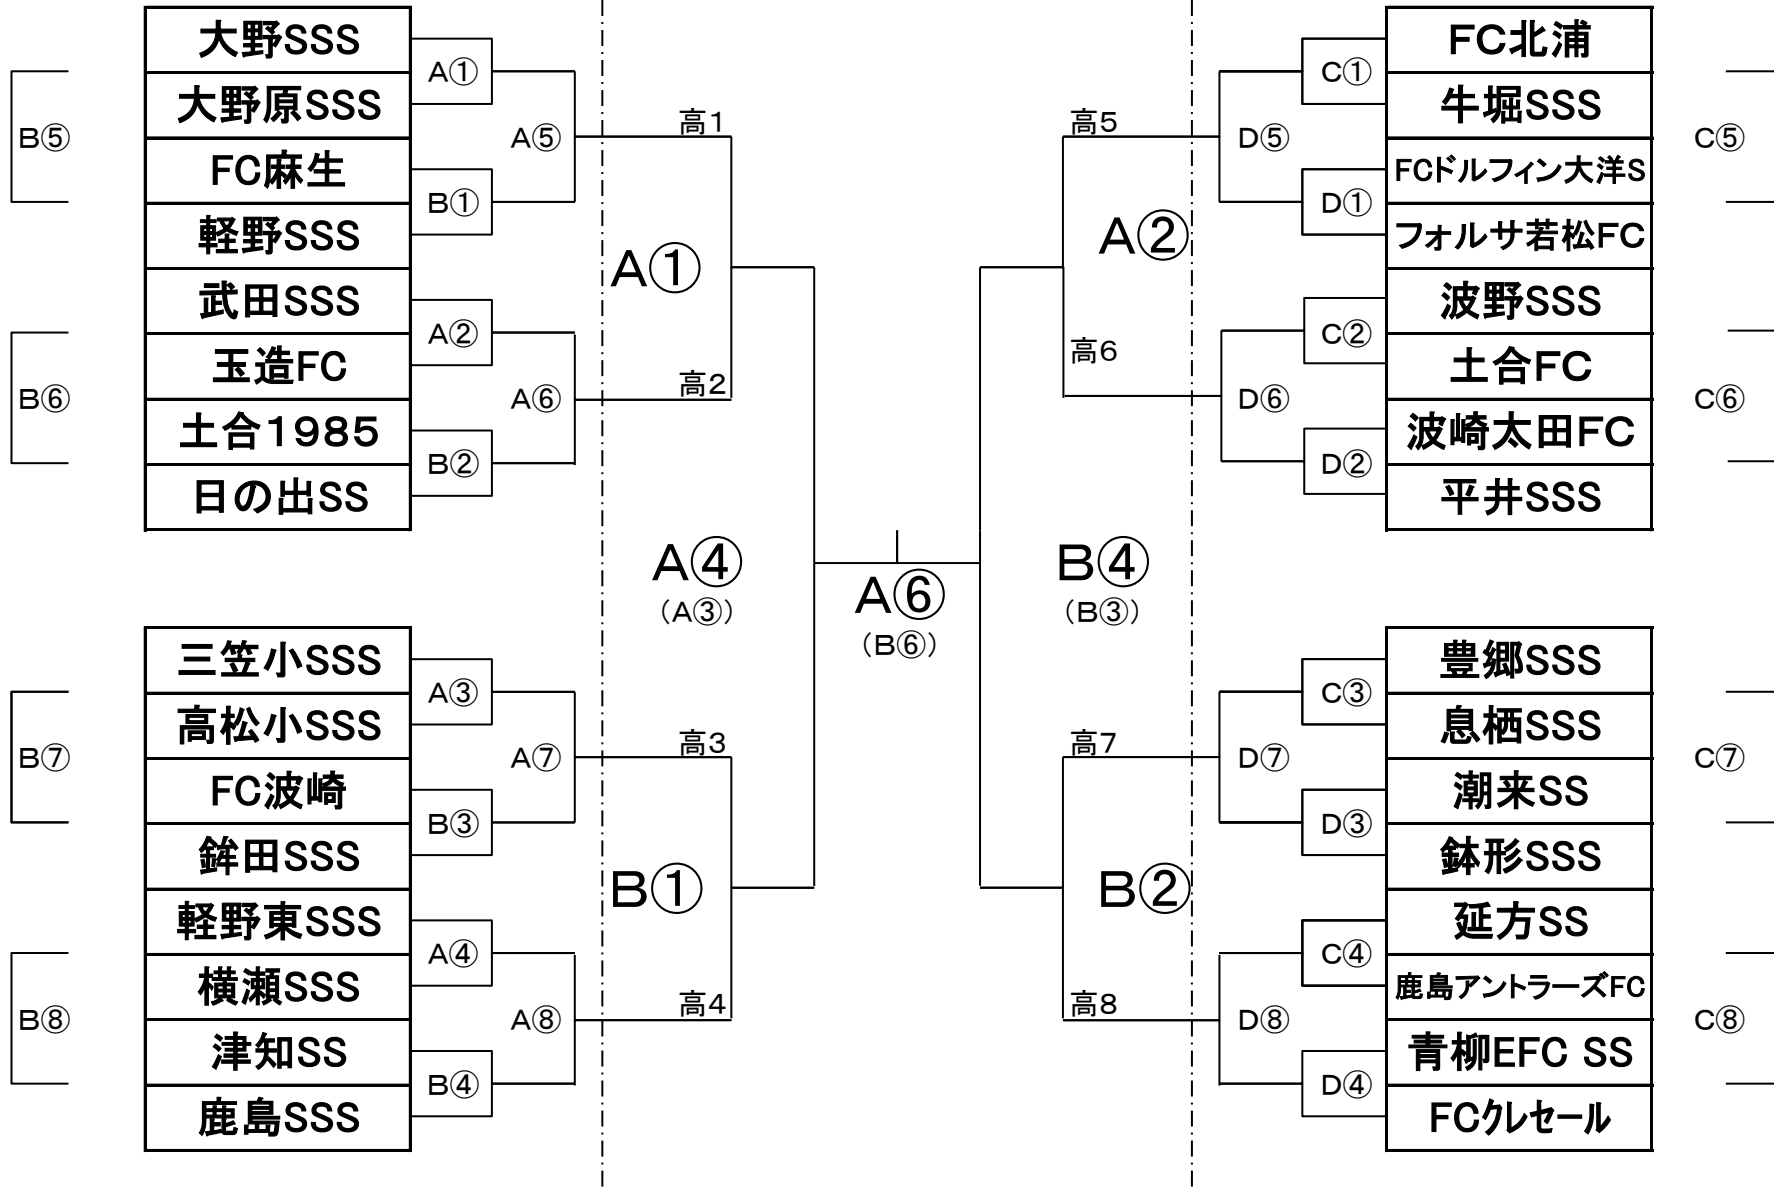 大野SSS
大野原SSS
FC麻生
軽野SSS
武田SSS
玉造FC
土合1985
日の出SS
A①
B①
A②
B②
A⑤
A⑥
B⑤
B⑥
高1
高2
A①
三笠小SSS
高松小SSS
FC波崎
鉾田SSS
軽野東SSS
横瀬SSS
津知SS
鹿島SSS
A③
B③
A④
B④
A⑦
A⑧
B⑦
B⑧
高3
高4
B①
A④
(A③)
A⑥
(B⑥)
B④
(B③)
高5
高6
A②
D⑤
D⑥
C①
D①
C②
D②
FC北浦
牛堀SSS
FCドルフィン大洋S
フォルサ若松FC
波野SSS
土合FC
波崎太田FC
平井SSS
C⑤
C⑥
高7
高8
B②
D⑦
D⑧
C③
D③
C④
D④
豊郷SSS
息栖SSS
潮来SS
鉢形SSS
延方SS
鹿島アントラーズFC
青柳EFC SS
FCクレセール
C⑦
C⑧